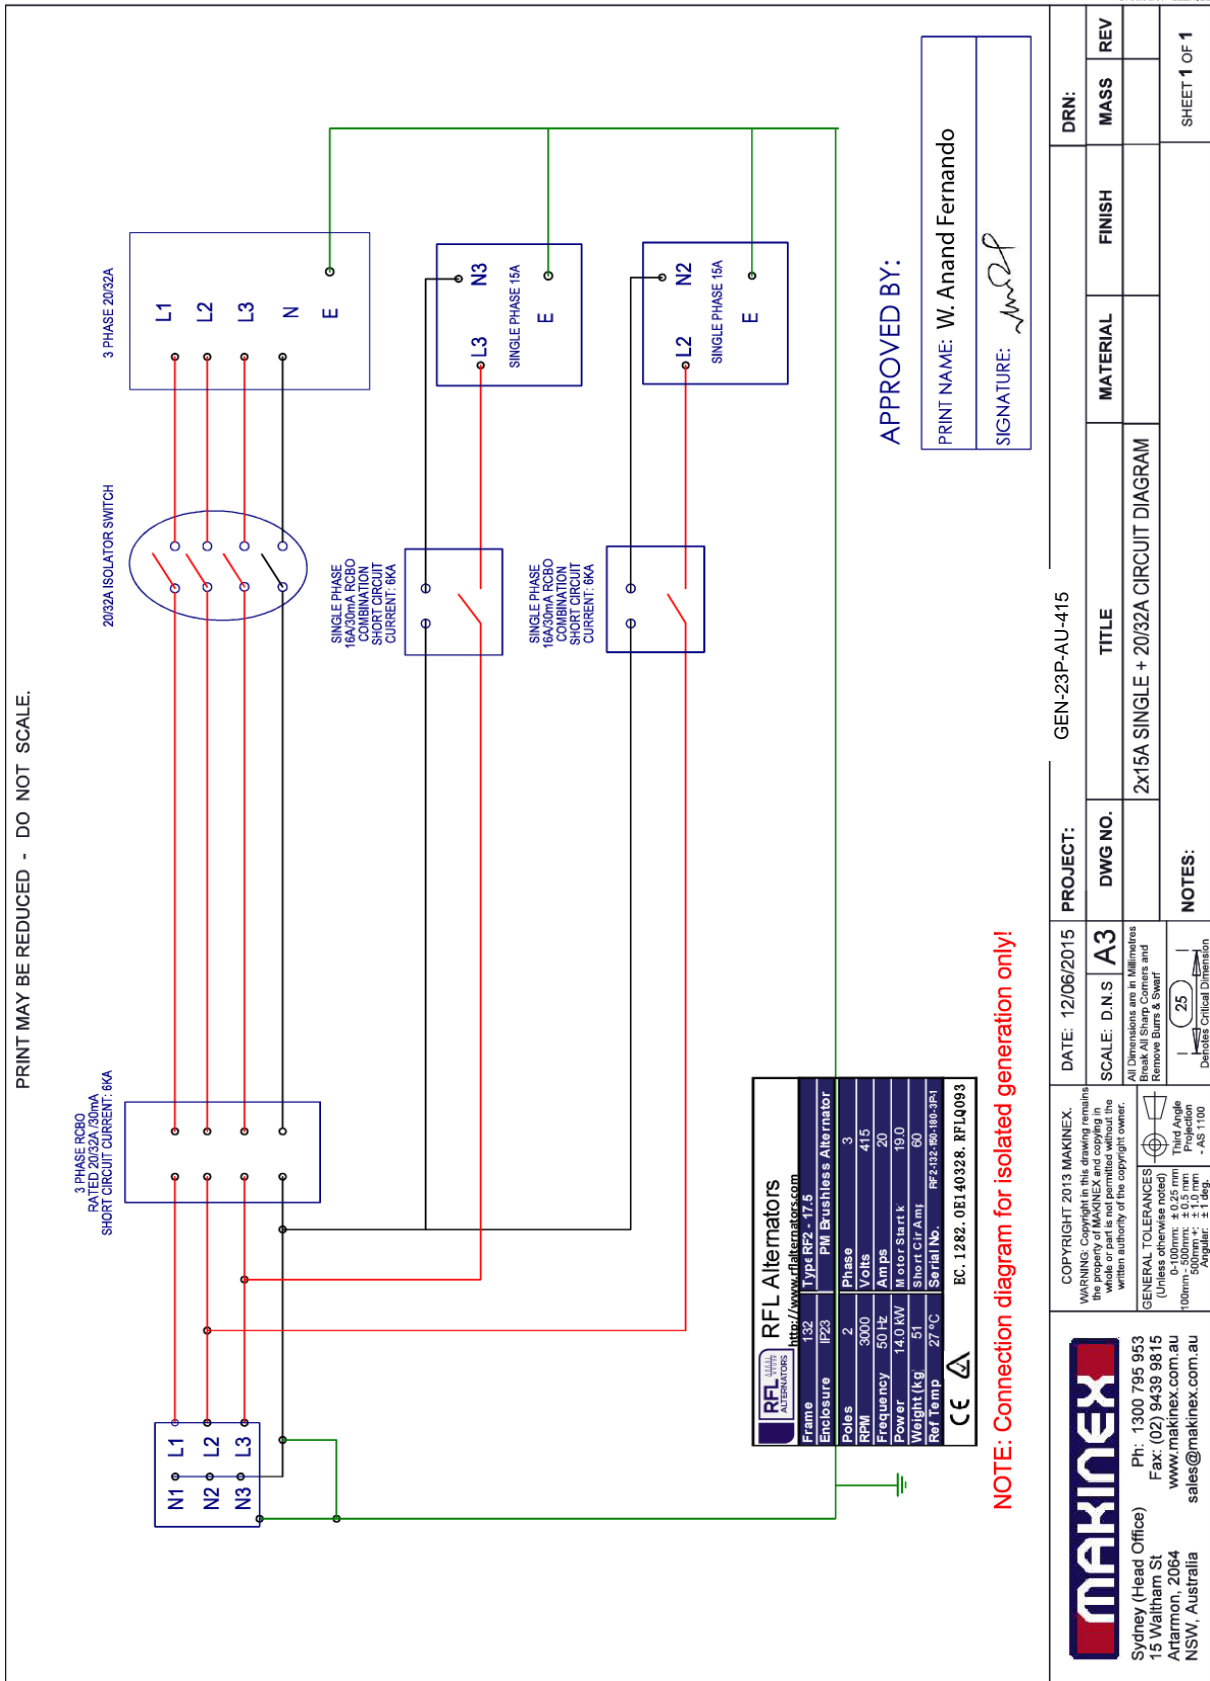 PRINT MAY BE REDUCED - DO NOT SCALE.
3 PHASE RCBO
RATED 20/32A /30mA
SHORT CIRCUIT CURRENT: 6KA
20/32A ISOLATOR SWITCH
3 PHASE 20/32A
N1 L1
N2 L2
N3 L3
L1
L2
L3
N
E
SINGLE PHASE
16A/30mA RCBO
COMBINATION
SHORT CIRCUIT
CURRENT: 6KA
L3 N3
SINGLE PHASE 15A
E
SINGLE PHASE
16A/30mA RCBO
COMBINATION
SHORT CIRCUIT
CURRENT: 6KA
L2 N2
SINGLE PHASE 15A
E
RFL
ALTERNATORS
RFL Alternators
http://www.rflalternators.com
Frame 132 Type RF2 - 17.5
Enclosure IP23 PM Brushless Alternator
Poles 2 Phase 3
RPM 3000 Volts 415
Frequency 50 Hz Amps 20
Power 14.0 kW Motor Start k 19.0
Weight (kg 51 Short Cir Amp 60
Ref Temp 27 °C Serial No. RF2-132-150-180-3P-1
CE EC.1282.0E140328.RFLQ093
NOTE: Connection diagram for isolated generation only!
APPROVED BY:
PRINT NAME: W. Anand Fernando
SIGNATURE:
MAKINEX
Sydney (Head Office)
15 Waltham St
Artarmon, 2064
NSW, Australia
Ph: 1300 795 953
Fax: (02) 9439 9815
www.makinex.com.au
sales@makinex.com.au
COPYRIGHT 2013 MAKINEX.
WARNING: Copyright in this drawing remains
the property of MAKINEX and copying in
whole or part is not permitted without the
written authority of the copyright owner.
GENERAL TOLERANCES
(Unless otherwise noted)
0-100mm: ± 0.25 mm
100mm - 500mm: ± 0.5 mm
500mm +: ± 1.0 mm
Angular: ± 1 deg.
Third Angle
Projection
- AS 1100
DATE: 12/06/2015
SCALE: D.N.S A3
All Dimensions are in Millimetres
Break All Sharp Corners and
Remove Burrs & Swarf
25
Denotes Critical Dimension
PROJECT: GEN-23P-AU-415
DRN:
DWG NO. TITLE MATERIAL FINISH MASS REV
2x15A SINGLE + 20/32A CIRCUIT DIAGRAM
NOTES:
SHEET 1 OF 1